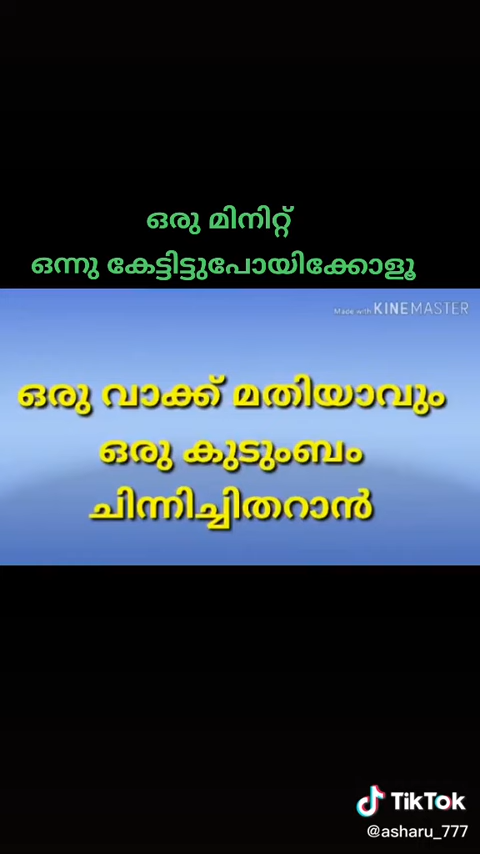 ഒരു മിനിറ്റ്
ഒന്നു കേട്ടിട്ടുപോയിക്കോളൂ
Made with KINEMASTER
ഒരു വാക്ക് മതിയാവും
ഒരു കുടുംബം
ചിന്നിച്ചിതറാൻ
TikTok
@asharu_777